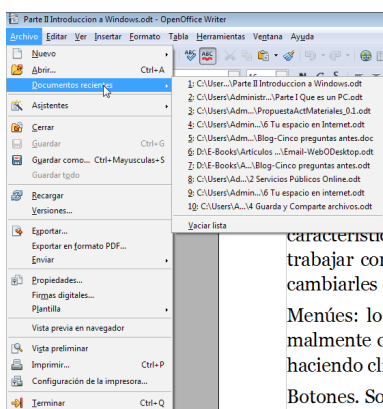 Parte II Introduccion a Windows.odt - OpenOffice Writer
Archivo Editar Ver Insertar Formato Tabla Herramientas Ventana Ayuda
Nuevo
Abrir... Ctrl+A
Documentos recientes
1: C:\User...\Parte II Introduccion a Windows.odt
2: C:\Users\Administr...\Parte I Que es un PC.odt
3: C:\Users\Adm...\PropuestaActMateriales_0.1.odt
4: C:\Users\Admin...\6 Tu espacio en Internet.odt
5: C:\Users\Adn...\Blog-Cinco preguntas antes.doc
6: D:\E-Books\Artículos ...\Email-WebODesktop.odt
7: D:\E-Books\A...\Blog-Cinco preguntas antes.odt
8: C:\Users\Ad...\2 Servicios Públicos Online.odt
9: C:\Users\Admin...\6 Tu espacio en internet.odt
10: C:\Users\A...\4 Guarda y Comparte archivos.odt
Vaciar lista
Asistentes
Cerrar
Guardar Ctrl+G
Guardar como... Ctrl+Mayusculas+S
Guardar todo
Recargar
Versiones...
Exportar...
Exportar en formato PDF...
Enviar
Propiedades...
Firmas digitales...
Plantilla
Vista previa en navegador
Vista preliminar
Imprimir... Ctrl+P
Configuración de la impresora...
Terminar Ctrl+Q
trabajar con
cambiarles
Menúes: lo
malmente
haciendo cl
Botones. So